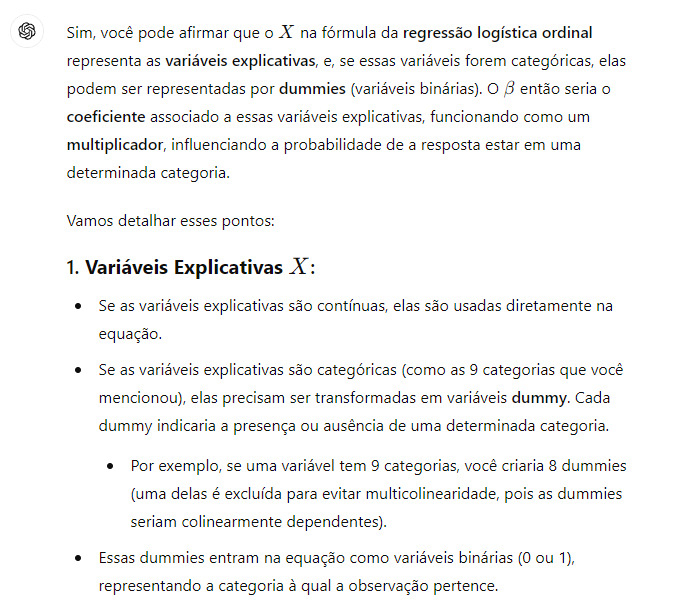 Sim, você pode afirmar que o X na fórmula da regressão logística ordinal
representa as variáveis explicativas, e, se essas variáveis forem categóricas, elas
podem ser representadas por dummies (variáveis binárias). O β então seria o
coeficiente associado a essas variáveis explicativas, funcionando como um
multiplicador, influenciando a probabilidade de a resposta estar em uma
determinada categoria.
Vamos detalhar esses pontos:
1. Variáveis Explicativas X:
• Se as variáveis explicativas são contínuas, elas são usadas diretamente na
equação.
• Se as variáveis explicativas são categóricas (como as 9 categorias que você
mencionou), elas precisam ser transformadas em variáveis dummy. Cada
dummy indicaria a presença ou ausência de uma determinada categoria.
• Por exemplo, se uma variável tem 9 categorias, você criaria 8 dummies
(uma delas é excluída para evitar multicolinearidade, pois as dummies
seriam colinearmente dependentes).
• Essas dummies entram na equação como variáveis binárias (0 ou 1),
representando a categoria à qual a observação pertence.